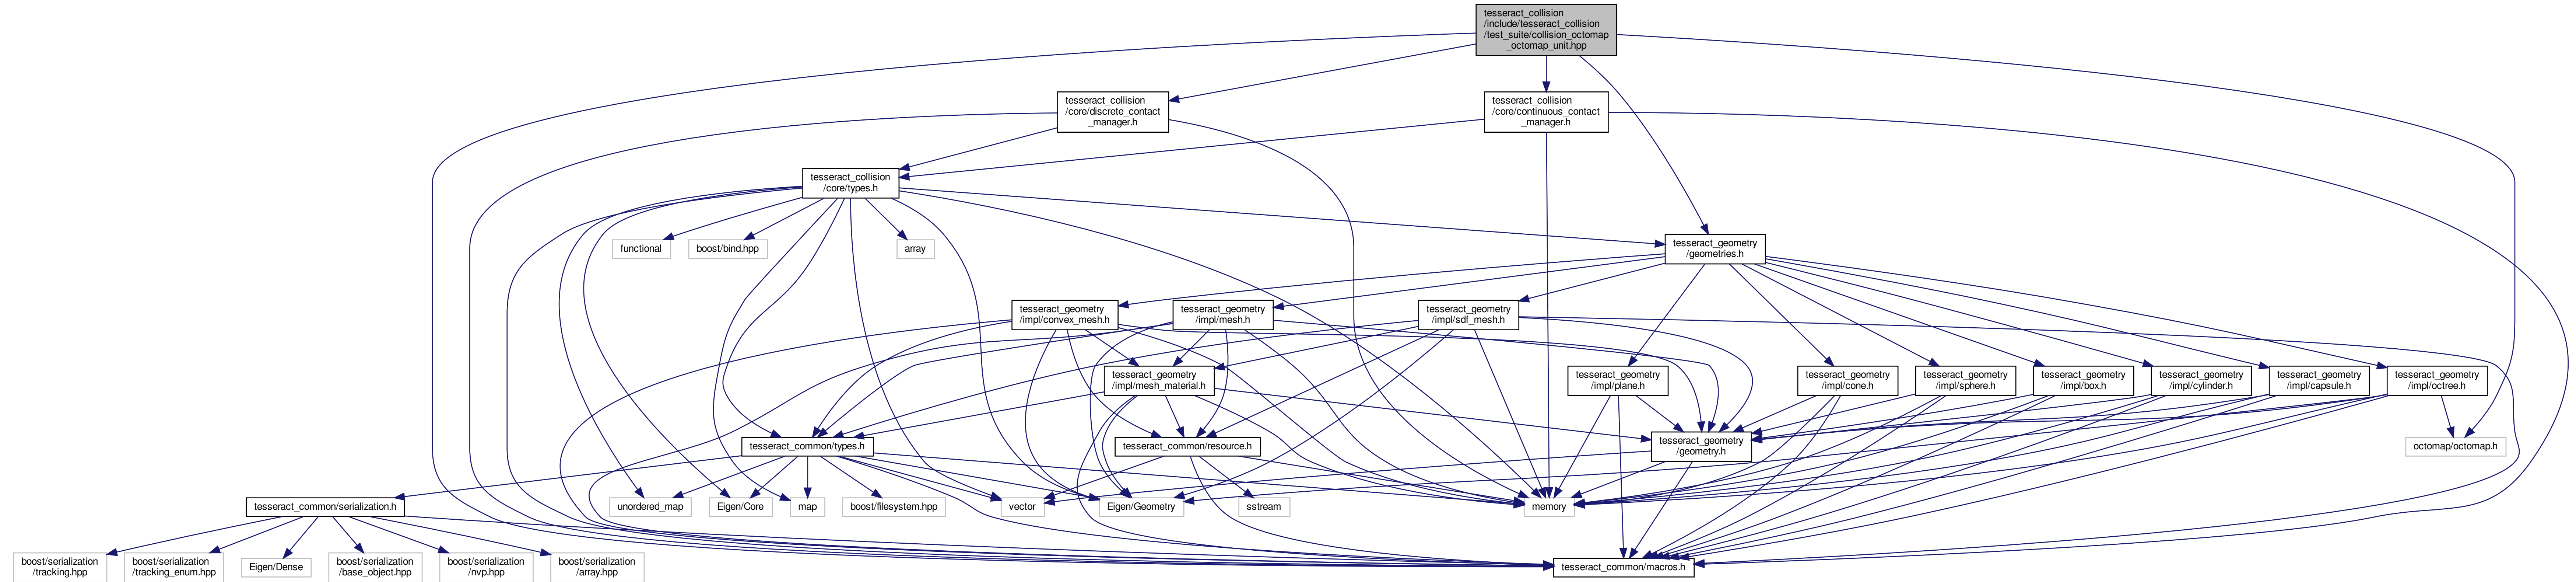 tesseract_collision
/include/tesseract_collision
/test_suite/collision_octomap
_octomap_unit.hpp
tesseract_collision
/core/discrete_contact
_manager.h
tesseract_collision
/core/continuous_contact
_manager.h
tesseract_collision
/core/types.h
functional
boost/bind.hpp
array
tesseract_geometry
/geometries.h
tesseract_geometry
/impl/convex_mesh.h
tesseract_geometry
/impl/mesh.h
tesseract_geometry
/impl/sdf_mesh.h
tesseract_geometry
/impl/mesh_material.h
tesseract_geometry
/impl/plane.h
tesseract_geometry
/impl/cone.h
tesseract_geometry
/impl/sphere.h
tesseract_geometry
/impl/box.h
tesseract_geometry
/impl/cylinder.h
tesseract_geometry
/impl/capsule.h
tesseract_geometry
/impl/octree.h
tesseract_common/types.h
tesseract_common/resource.h
tesseract_geometry
/geometry.h
octomap/octomap.h
tesseract_common/serialization.h
unordered_map
Eigen/Core
map
boost/filesystem.hpp
vector
Eigen/Geometry
sstream
memory
boost/serialization
/tracking.hpp
boost/serialization
/tracking_enum.hpp
Eigen/Dense
boost/serialization
/base_object.hpp
boost/serialization
/nvp.hpp
boost/serialization
/array.hpp
tesseract_common/macros.h